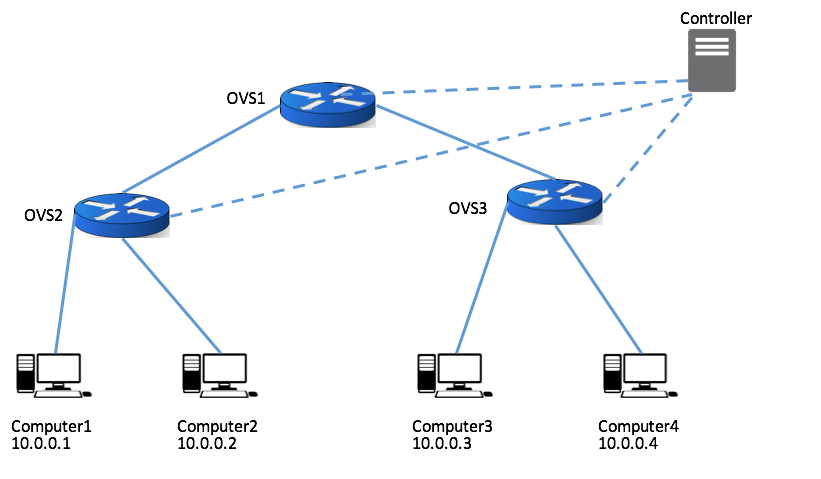 Controller
OVS1
OVS2
OVS3
Computer1
10.0.0.1
Computer2
10.0.0.2
Computer3
10.0.0.3
Computer4
10.0.0.4